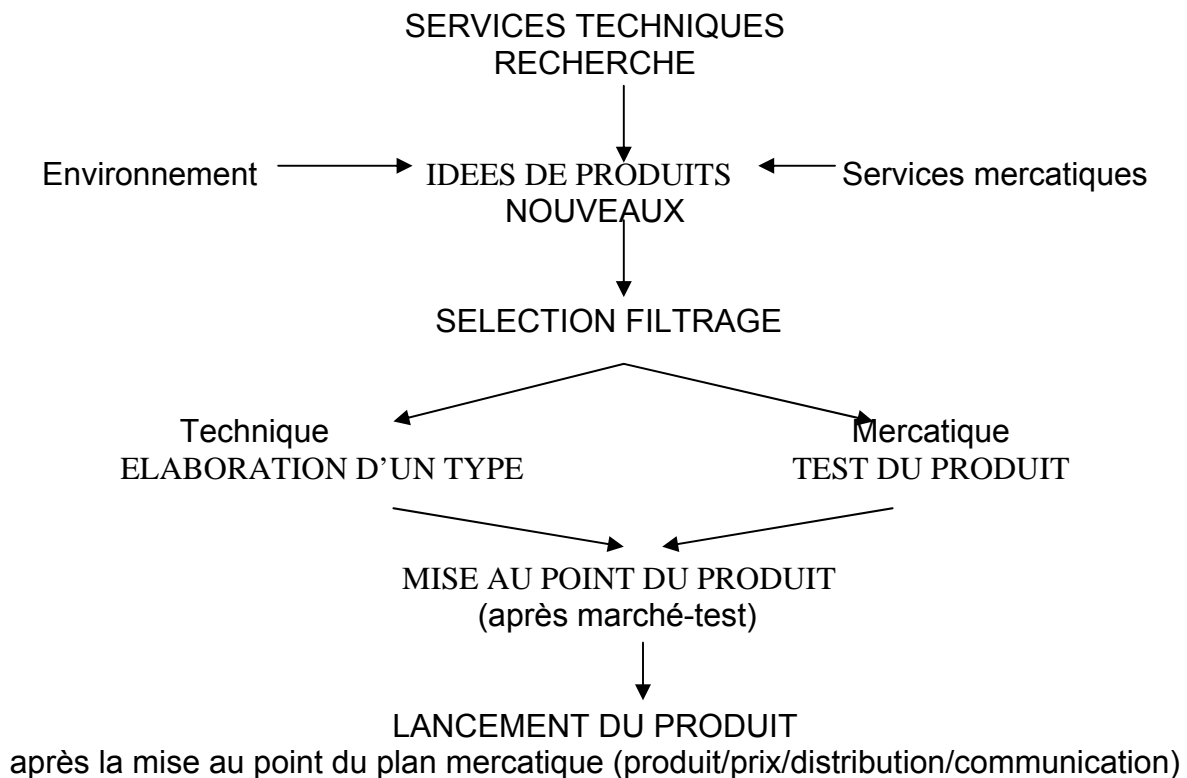 SERVICES TECHNIQUES
RECHERCHE
Environnement
IDEES DE PRODUITS
Services mercatiques
NOUVEAUX
SELECTION FILTRAGE
Technique
ELABORATION D'UN TYPE
Mercatique
TEST DU PRODUIT
MISE AU POINT DU PRODUIT
(après marché-test)
LANCEMENT DU PRODUIT
après la mise au point du plan mercatique (produit/prix/distribution/communication)